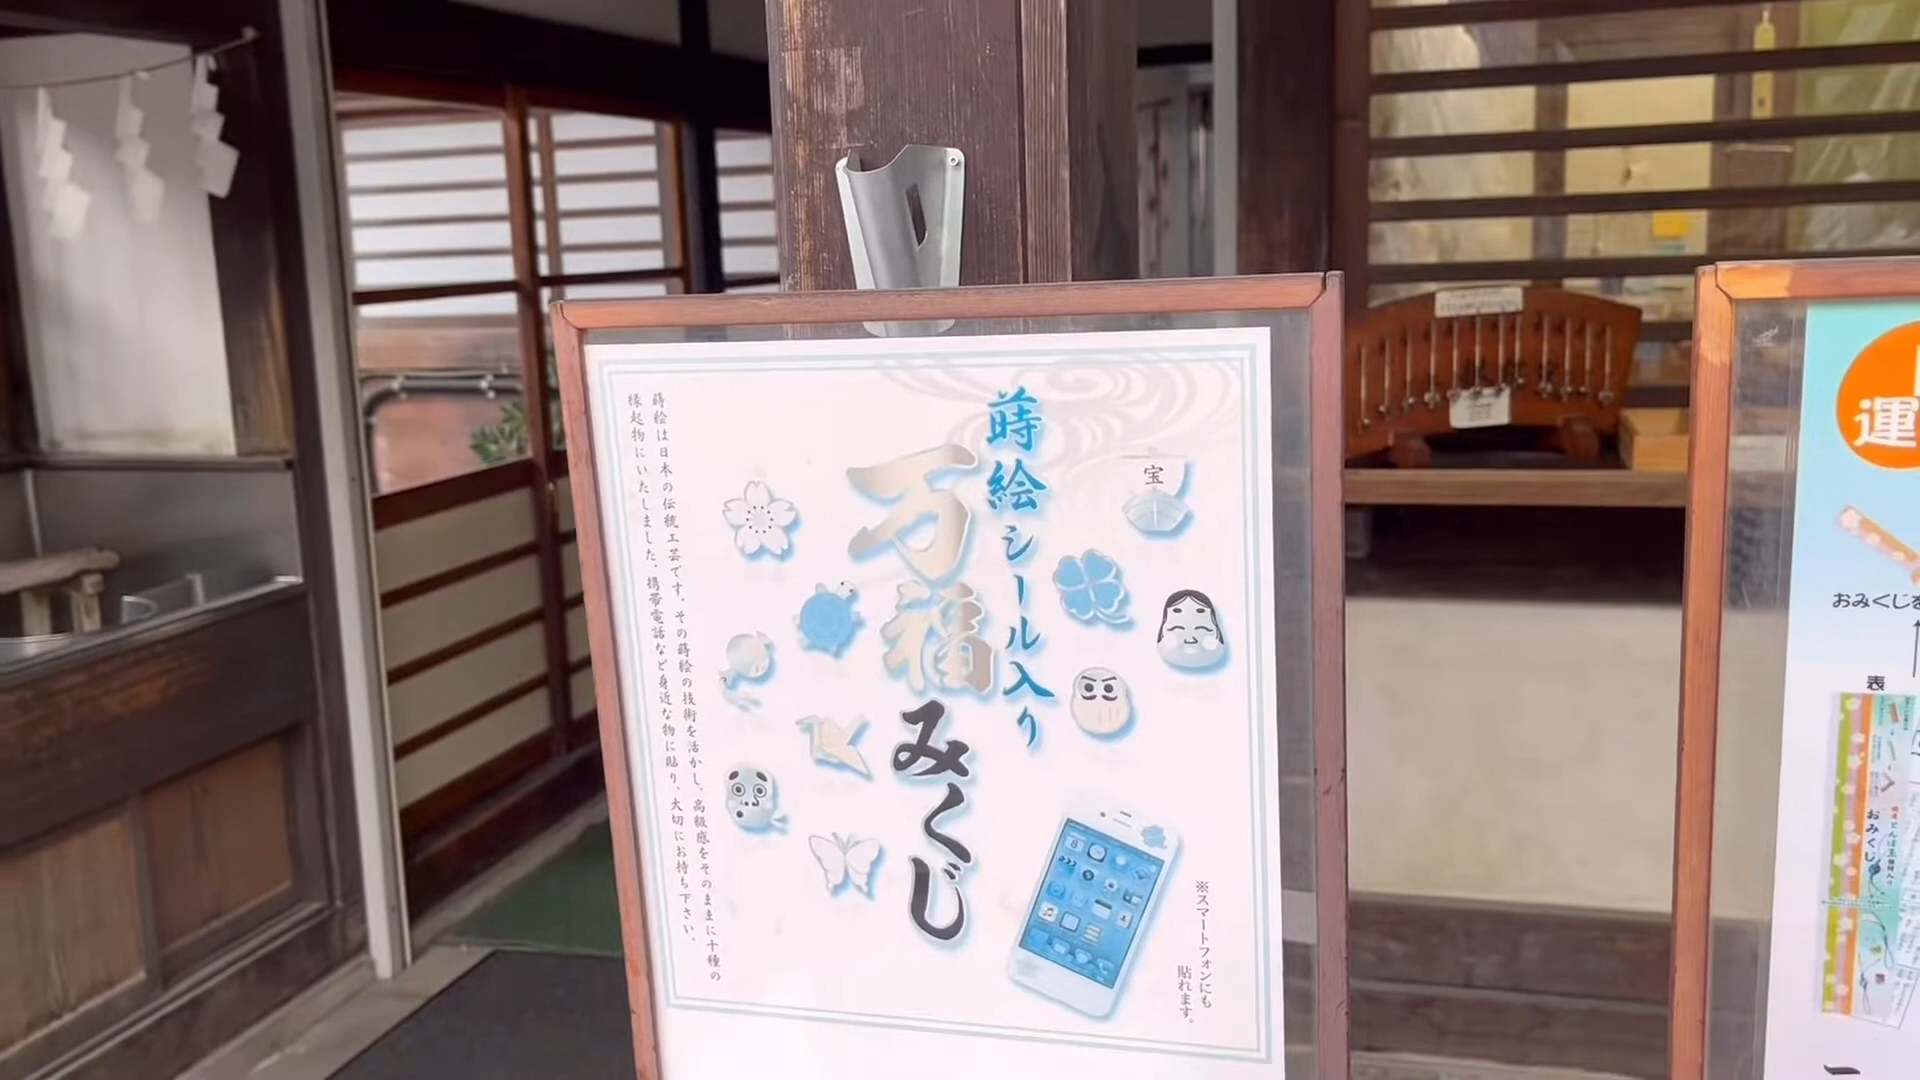 蒔絵シール入り
万福みくじ
宝
蒔絵は日本の伝統工芸です。その蒔絵の技術を活かし、高級感をそのままに十種の
縁起物にいたしました。携帯電話など身近な物に貼り、大切にお持ち下さい。
※スマートフォンにも
貼れます。
運
おみくじを
表
おみくじ